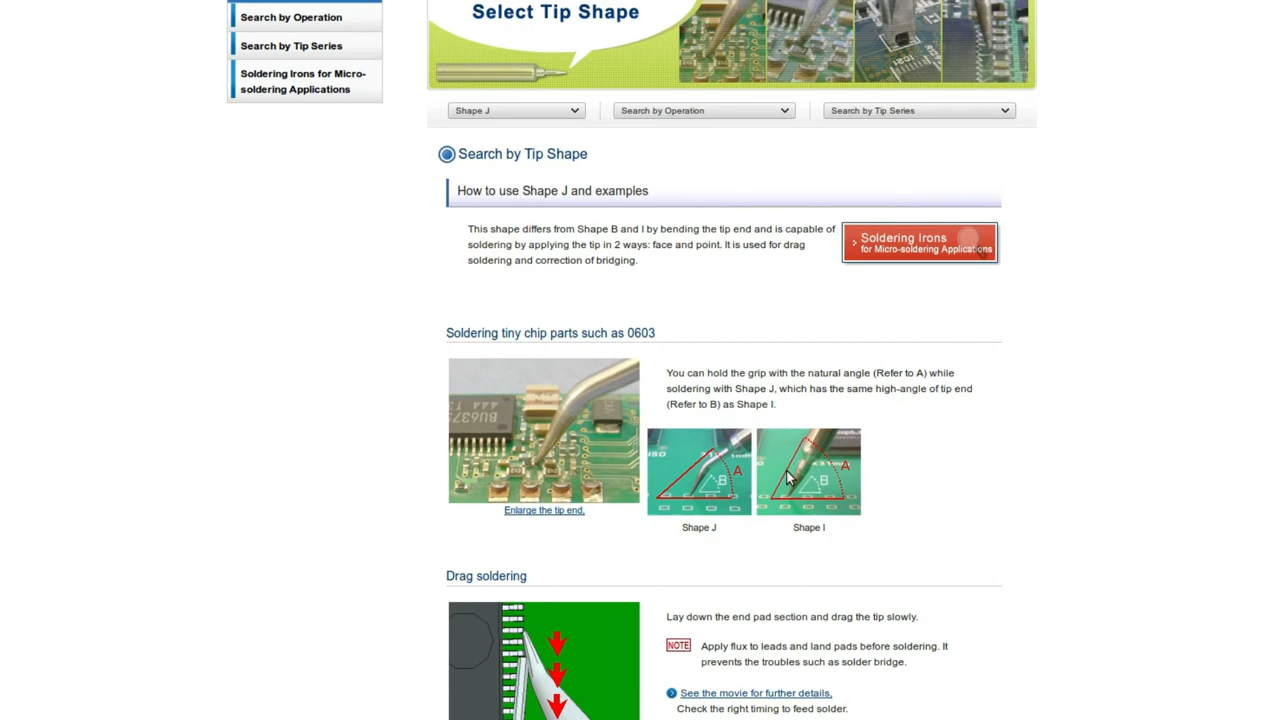 Search by Operation
Search by Tip Series
Soldering Irons for Micro-
soldering Applications
Select Tip Shape
Shape J
Search by Operation
Search by Tip Series
Search by Tip Shape
How to use Shape J and examples
This shape differs from Shape B and I by bending the tip end and is capable of
soldering by applying the tip in 2 ways: face and point. It is used for drag
soldering and correction of bridging.
Soldering Irons
for Micro-soldering Applications
Soldering tiny chip parts such as 0603
You can hold the grip with the natural angle (Refer to A) while
soldering with Shape J, which has the same high-angle of tip end
(Refer to B) as Shape I.
A
B
A
B
Enlarge the tip end.
Shape J
Shape I
Drag soldering
Lay down the end pad section and drag the tip slowly.
NOTE
Apply flux to leads and land pads before soldering. It
prevents the troubles such as solder bridge.
See the movie for further details.
Check the right timing to feed solder.